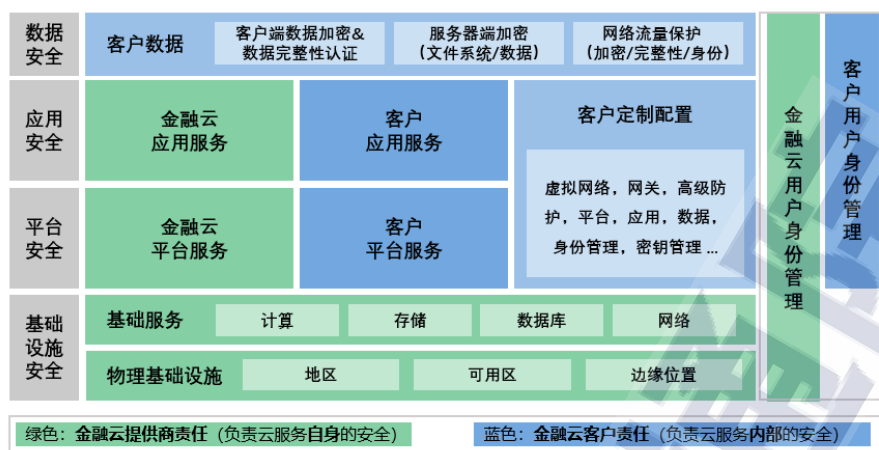 数据
安全
客户数据
客户端数据加密&
数据完整性认证
服务器端加密
(文件系统/数据)
网络流量保护
(加密/完整性/身份)
应用
安全
金融云
应用服务
客户
应用服务
客户定制配置
虚拟网络，网关，高级防
护，平台，应用，数据，
身份管理，密钥管理 ...
平台
安全
金融云
平台服务
客户
平台服务
基础
设施
安全
基础服务
计算
存储
数据库
网络
物理基础设施
地区
可用区
边缘位置
金融云用户身份管理
客户用户身份管理
绿色：金融云提供商责任（负责云服务自身的安全）
蓝色：金融云客户责任（负责云服务内部的安全）